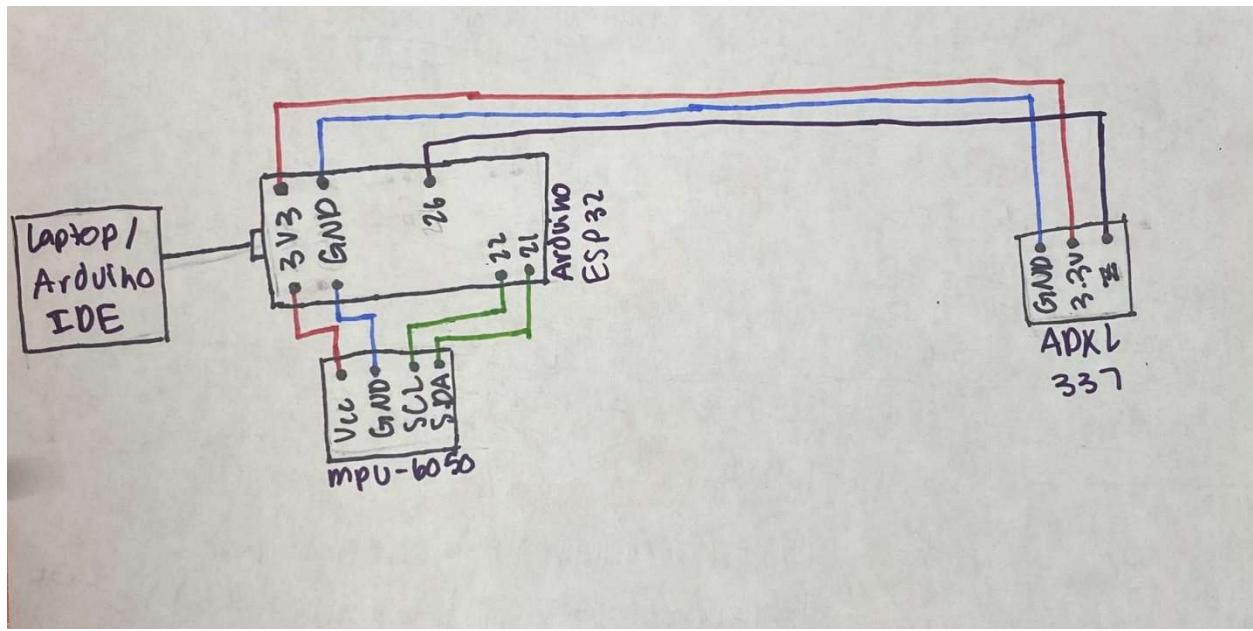 Laptop/
Arduino
IDE
3V3
GND
26
22
21
Arduino
ESP32
Vcc
GND
SCL
SDA
mpu-6050
GND
3.3V
Z
ADXL
337